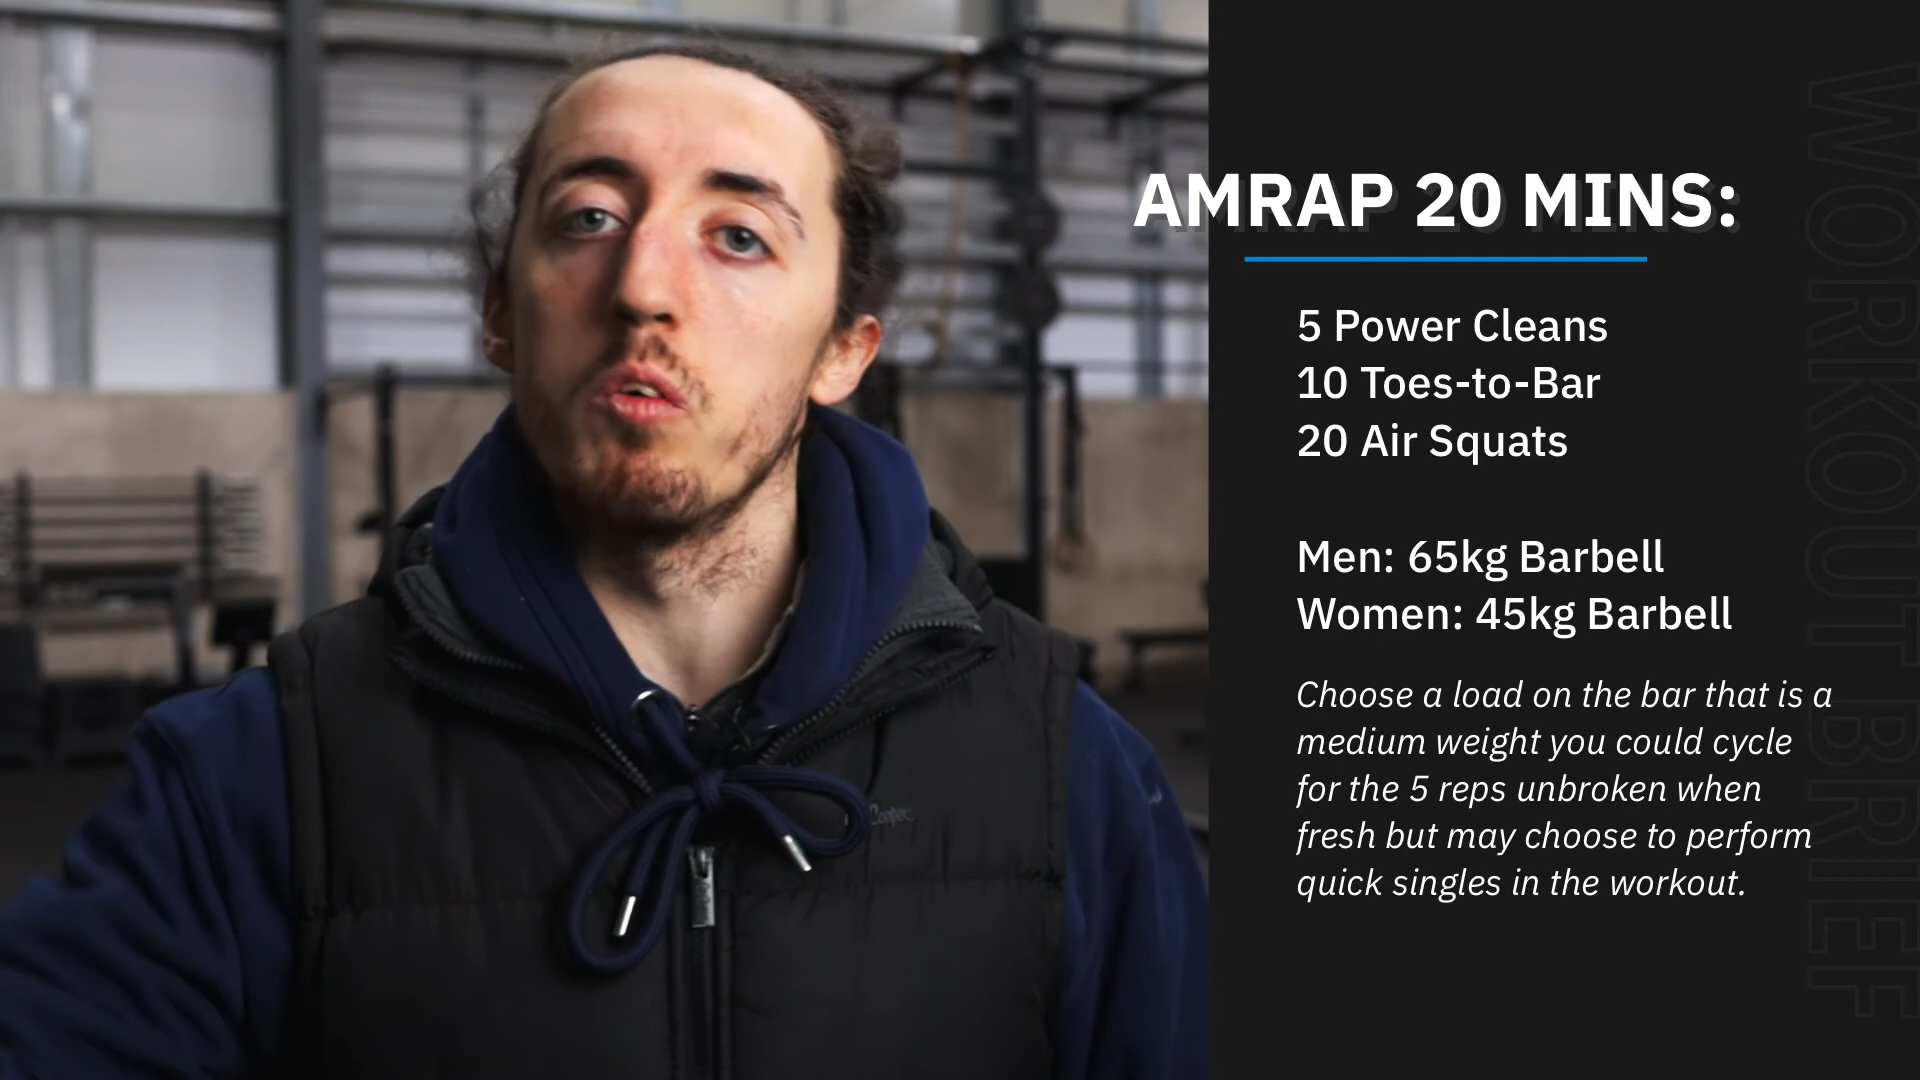 AMRAP 20 MINS:
5 Power Cleans
10 Toes-to-Bar
20 Air Squats
Men: 65kg Barbell
Women: 45kg Barbell
Choose a load on the bar that is a
medium weight you could cycle
for the 5 reps unbroken when
fresh but may choose to perform
quick singles in the workout.
WORKOUT BRIEF
Cooper